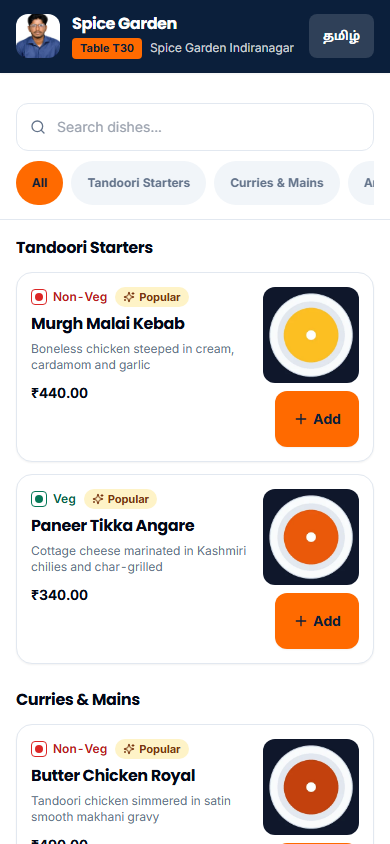 Spice Garden
Table T30 Spice Garden Indiranagar
தமிழ்
Search dishes...
All Tandoori Starters Curries & Mains
Tandoori Starters
Non-Veg Popular
Murgh Malai Kebab
Boneless chicken steeped in cream,
cardamom and garlic
₹440.00
+ Add
Veg Popular
Paneer Tikka Angare
Cottage cheese marinated in Kashmiri
chilies and char-grilled
₹340.00
+ Add
Curries & Mains
Non-Veg Popular
Butter Chicken Royal
Tandoori chicken simmered in satin
smooth makhani gravy